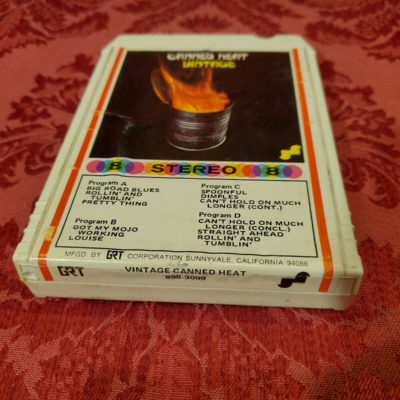 CANNED HEAT
VINTAGE
8 STEREO 8
Program A
BIG ROAD BLUES
ROLLIN' AND
TUMBLIN'
PRETTY THING
Program B
GOT MY MOJO
WORKING
LOUISE
Program C
SPOONFUL
DIMPLES
CAN'T HOLD ON MUCH
LONGER (CONT.)
Program D
CAN'T HOLD ON MUCH
LONGER (CONCL.)
STRAIGHT AHEAD
ROLLIN' AND
TUMBLIN'
MFGD. BY GRT CORPORATION SUNNYVALE, CALIFORNIA 94086
GRT
VINTAGE CANNED HEAT
898-3009